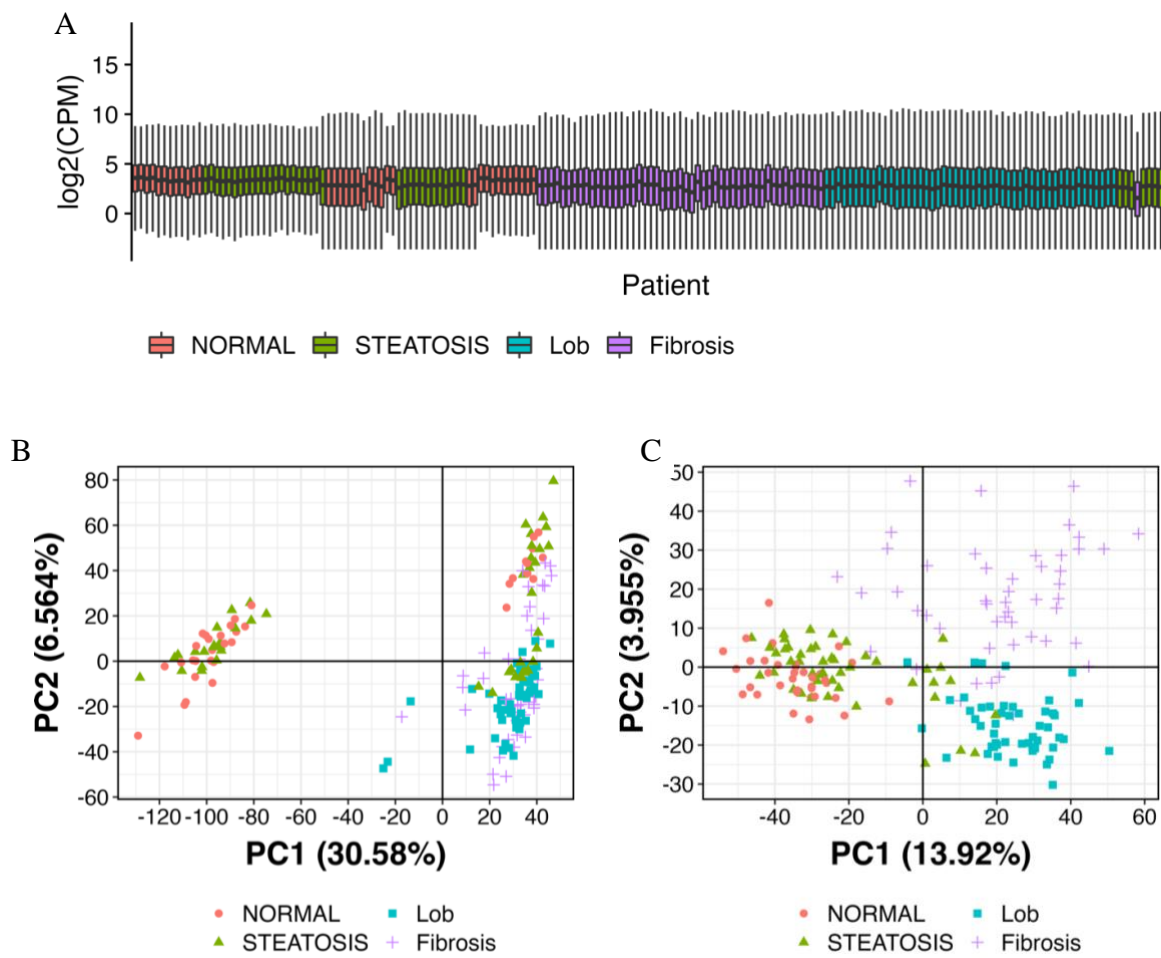 A
log2(CPM)
15
10
5
0
Patient
NORMAL STEATOSIS Lob Fibrosis
B
PC2 (6.564%)
80
60
40
20
0
-20
-40
-60
-120 -100 -80 -60 -40 -20 0 20 40
PC1 (30.58%)
NORMAL Lob
STEATOSIS Fibrosis
C
PC2 (3.955%)
50
40
30
20
10
0
-10
-20
-30
-40 -20 0 20 40 60
PC1 (13.92%)
NORMAL Lob
STEATOSIS Fibrosis